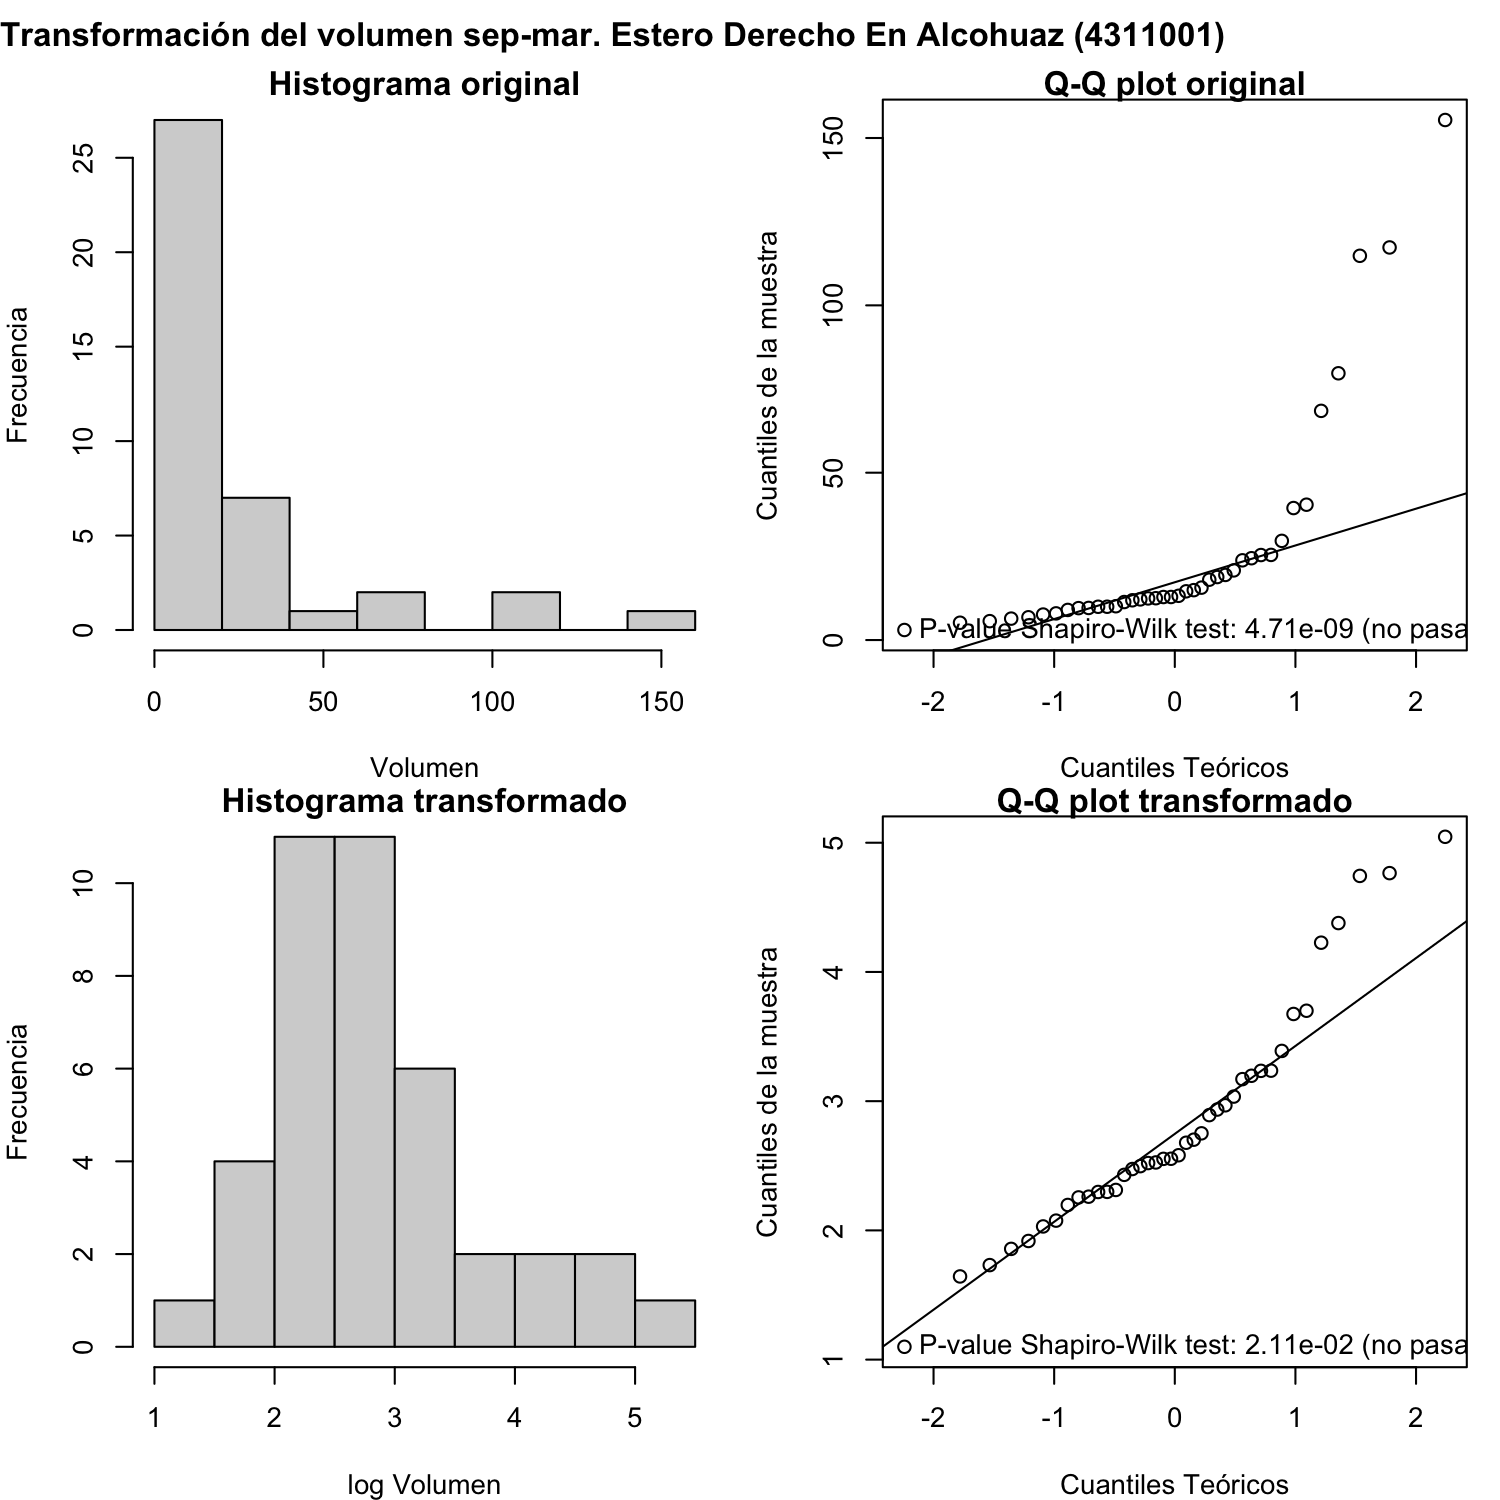 Transformación del volumen sep-mar. Estero Derecho En Alcohuaz (4311001)
Histograma original
Frecuencia
25
20
15
10
5
0
0 50 100 150
Volumen
Q-Q plot original
Cuantiles de la muestra
150
100
50
0
P-value Shapiro-Wilk test: 4.71e-09 (no pasa
-2 -1 0 1 2
Cuantiles Teóricos
Histograma transformado
Frecuencia
10
8
6
4
2
0
1 2 3 4 5
log Volumen
Q-Q plot transformado
Cuantiles de la muestra
5
4
3
2
1
P-value Shapiro-Wilk test: 2.11e-02 (no pasa
-2 -1 0 1 2
Cuantiles Teóricos